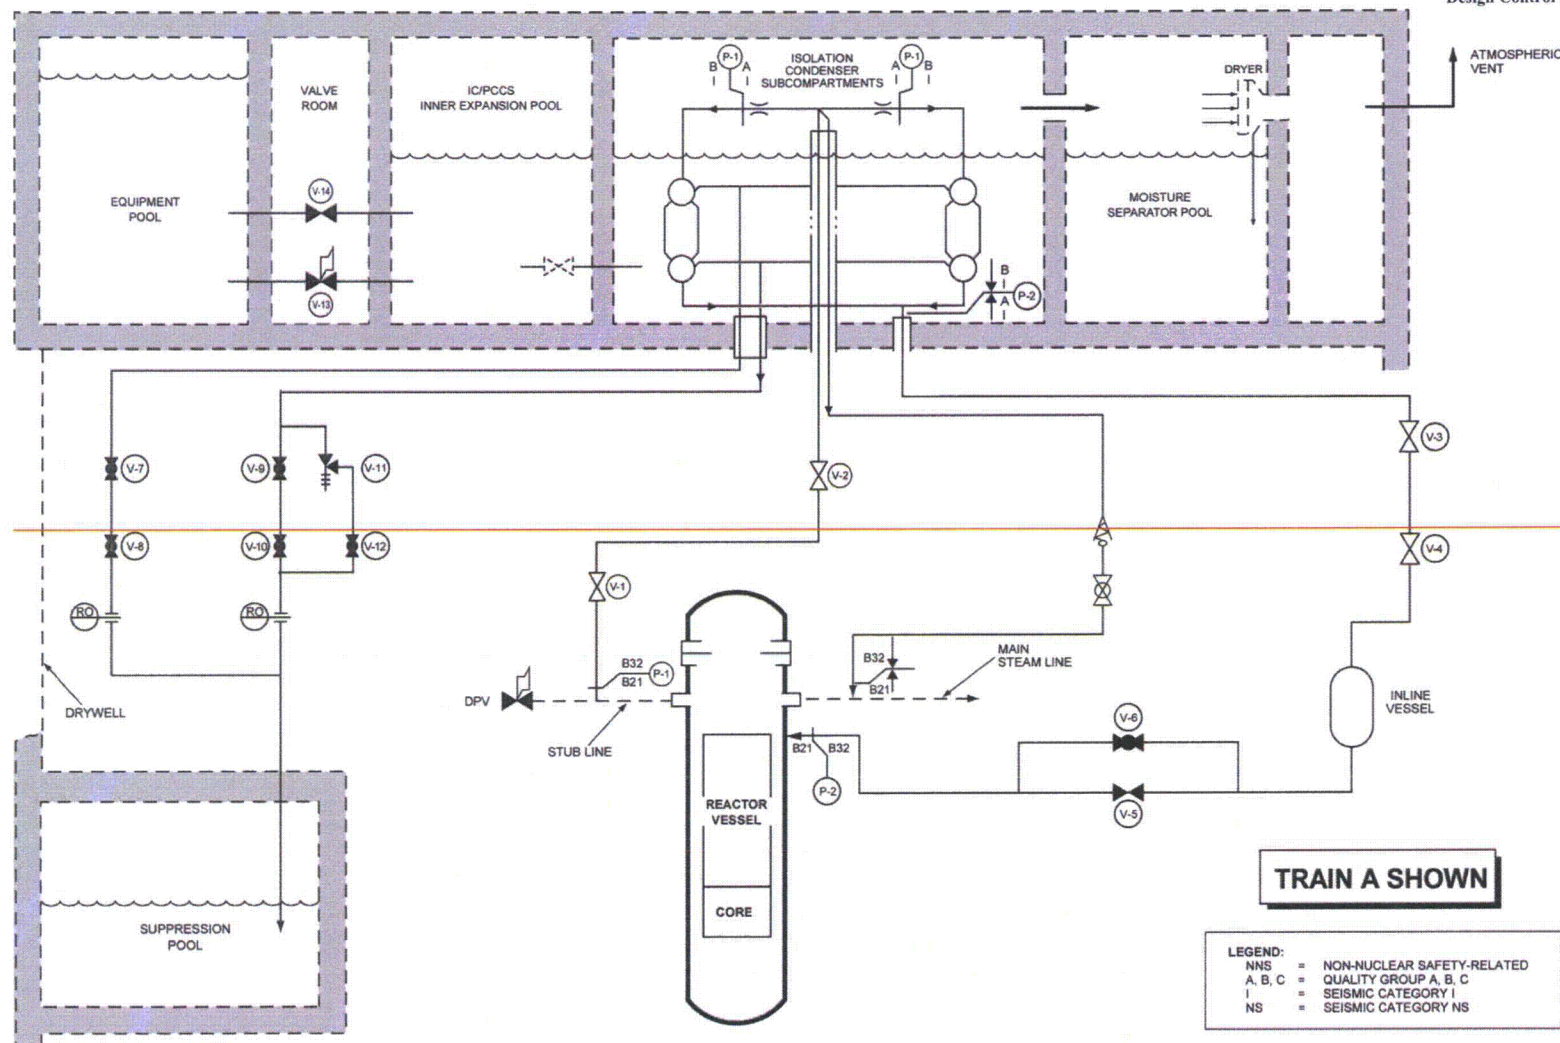 Design Control
ATMOSPHERIC
VENT
ISOLATION
CONDENSER
SUBCOMPARTMENTS
P-1
B
A
P-1
A
B
DRYER
VALVE
ROOM
IC/PCCS
INNER EXPANSION POOL
EQUIPMENT
POOL
V-14
V-13
MOISTURE
SEPARATOR POOL
B
A
P-2
V-7
V-9
V-11
V-2
V-3
V-8
V-10
V-12
V-4
V-1
RO
RO
B32
B21
P-1
B32
B21
MAIN
STEAM LINE
DPV
DRYWELL
STUB LINE
INLINE
VESSEL
V-6
B21
B32
P-2
V-5
REACTOR
VESSEL
CORE
TRAIN A SHOWN
SUPPRESSION
POOL
LEGEND:
NNS = NON-NUCLEAR SAFETY-RELATED
A, B, C = QUALITY GROUP A, B, C
I = SEISMIC CATEGORY I
NS = SEISMIC CATEGORY NS